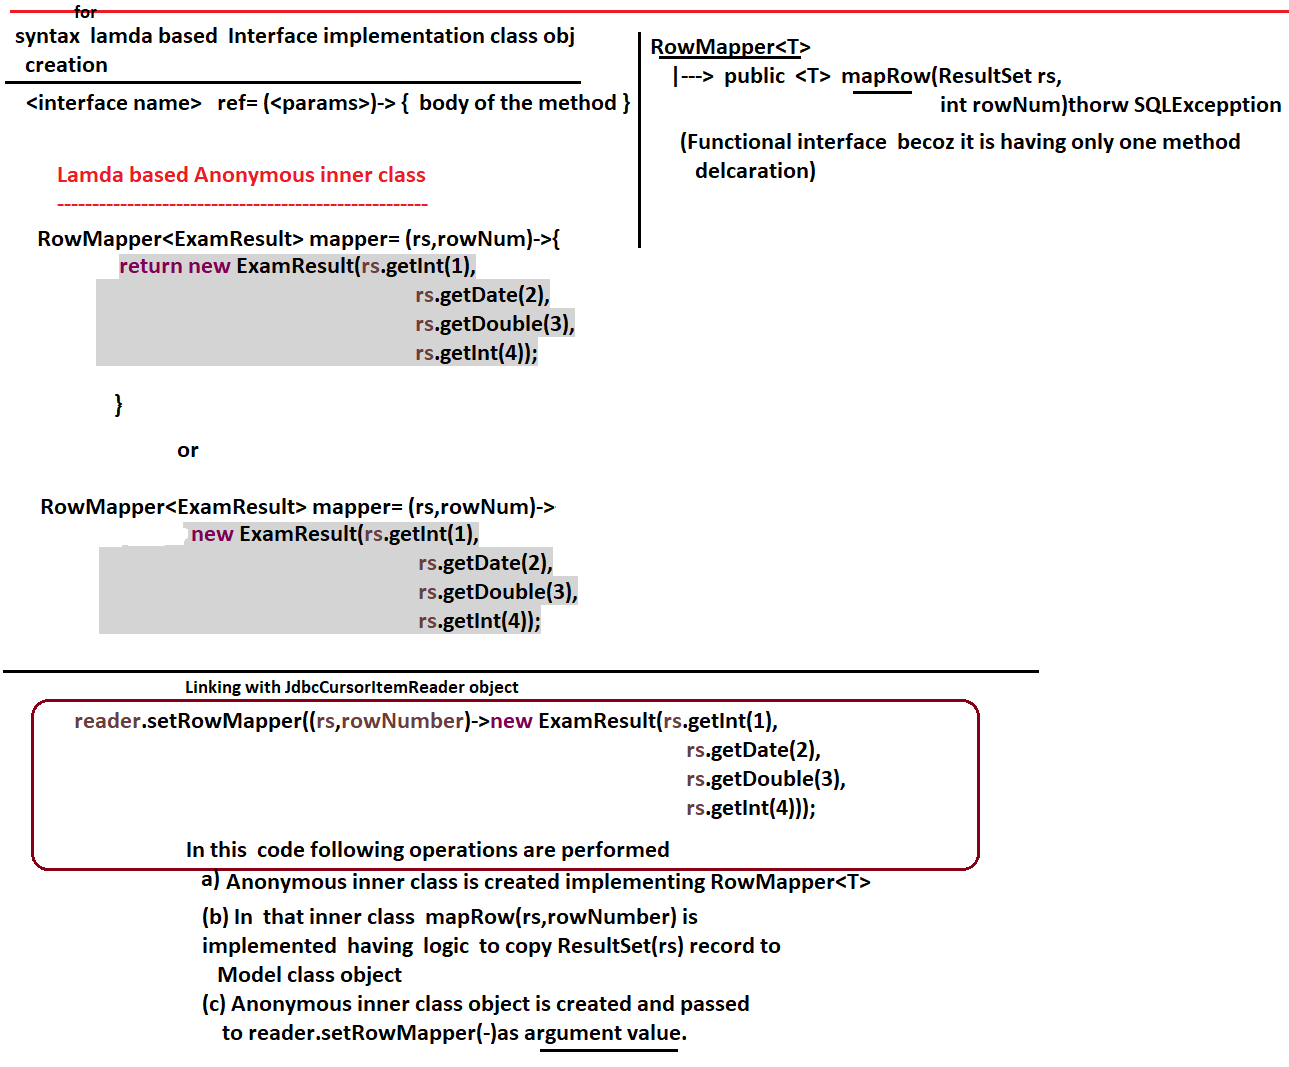 for
syntax lamda based Interface implementation class obj
creation
<interface name> ref= (<params>)-> { body of the method }
RowMapper<T>
|---> public <T> mapRow(ResultSet rs,
int rowNum)thorw SQLExcepption
(Functional interface becoz it is having only one method
delcaration)
Lamda based Anonymous inner class
-----------------------------------------------------
RowMapper<ExamResult> mapper= (rs,rowNum)->{
return new ExamResult(rs.getInt(1),
rs.getDate(2),
rs.getDouble(3),
rs.getInt(4));
}
or
RowMapper<ExamResult> mapper= (rs,rowNum)->
new ExamResult(rs.getInt(1),
rs.getDate(2),
rs.getDouble(3),
rs.getInt(4));
Linking with JdbcCursorItemReader object
reader.setRowMapper((rs,rowNumber)->new ExamResult(rs.getInt(1),
rs.getDate(2),
rs.getDouble(3),
rs.getInt(4)));
In this code following operations are performed
a) Anonymous inner class is created implementing RowMapper<T>
(b) In that inner class mapRow(rs,rowNumber) is
implemented having logic to copy ResultSet(rs) record to
Model class object
(c) Anonymous inner class object is created and passed
to reader.setRowMapper(-)as argument value.